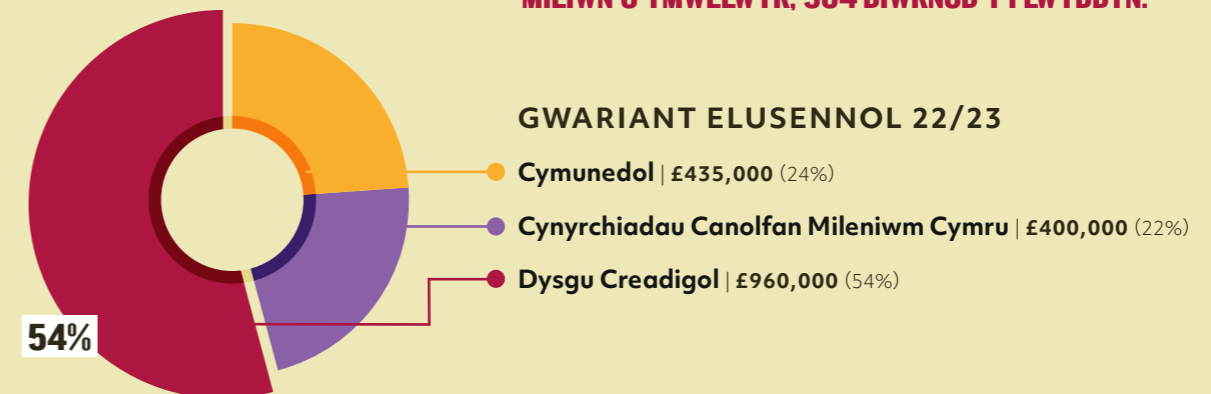 GWARIANT ELUSENNOL 22/23
Cymunedol | £435,000 (24%)
Cynyrchiadau Canolfan Mileniwm Cymru | £400,000 (22%)
Dysgu Creadigol | £960,000 (54%)
54%